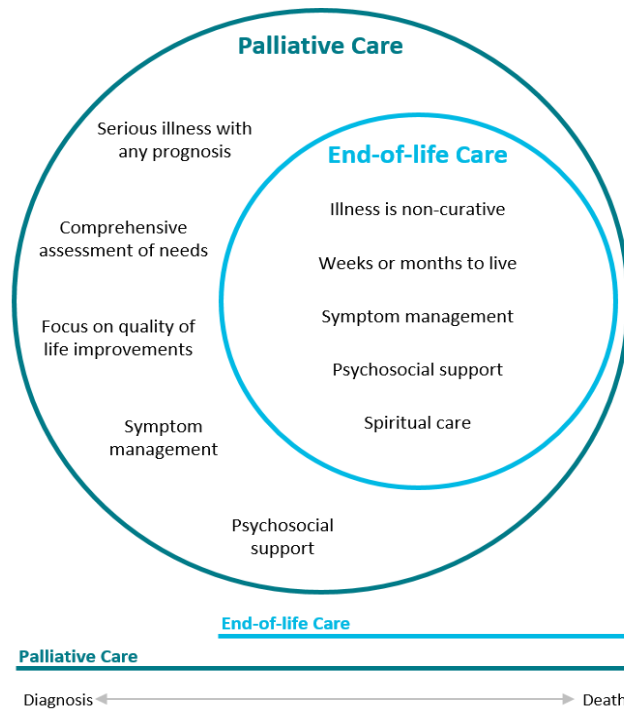 Palliative Care
Serious illness with
any prognosis
End-of-life Care
Illness is non-curative
Comprehensive
assessment of needs
Weeks or months to live
Focus on quality of
life improvements
Symptom management
Psychosocial support
Symptom
management
Spiritual care
Psychosocial
support
End-of-life Care
Palliative Care
Diagnosis
Death